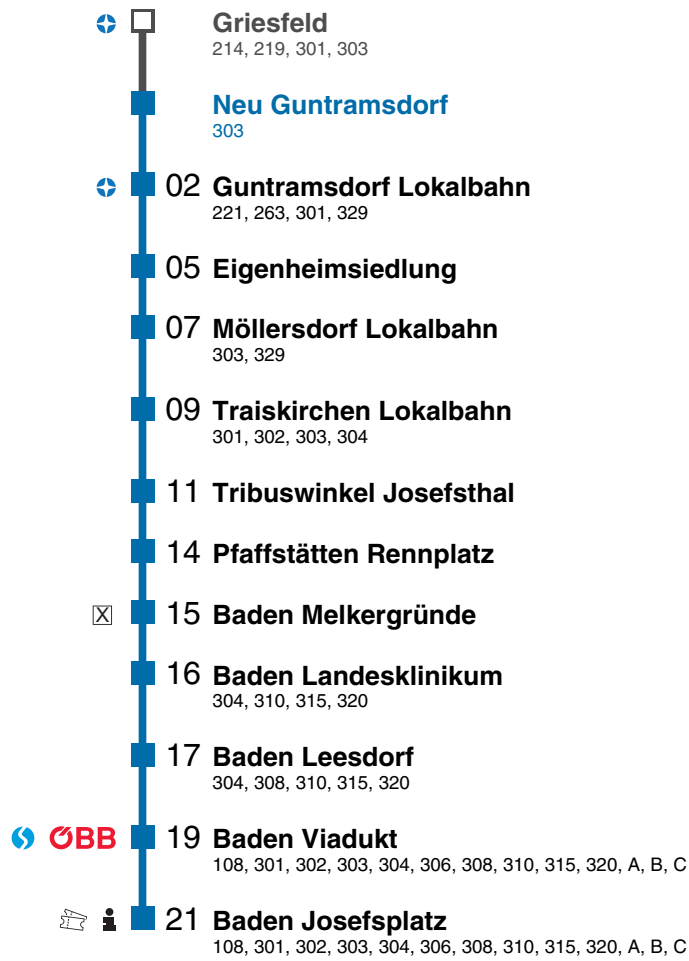 Griesfeld
214, 219, 301, 303
Neu Guntramsdorf
303
02 Guntramsdorf Lokalbahn
221, 263, 301, 329
05 Eigenheimsiedlung
07 Möllersdorf Lokalbahn
303, 329
09 Traiskirchen Lokalbahn
301, 302, 303, 304
11 Tribuswinkel Josefsthal
14 Pfaffstätten Rennplatz
X 15 Baden Melkergründe
16 Baden Landesklinikum
304, 310, 315, 320
17 Baden Leesdorf
304, 308, 310, 315, 320
ÖBB 19 Baden Viadukt
108, 301, 302, 303, 304, 306, 308, 310, 315, 320, A, B, C
i 21 Baden Josefsplatz
108, 301, 302, 303, 304, 306, 308, 310, 315, 320, A, B, C